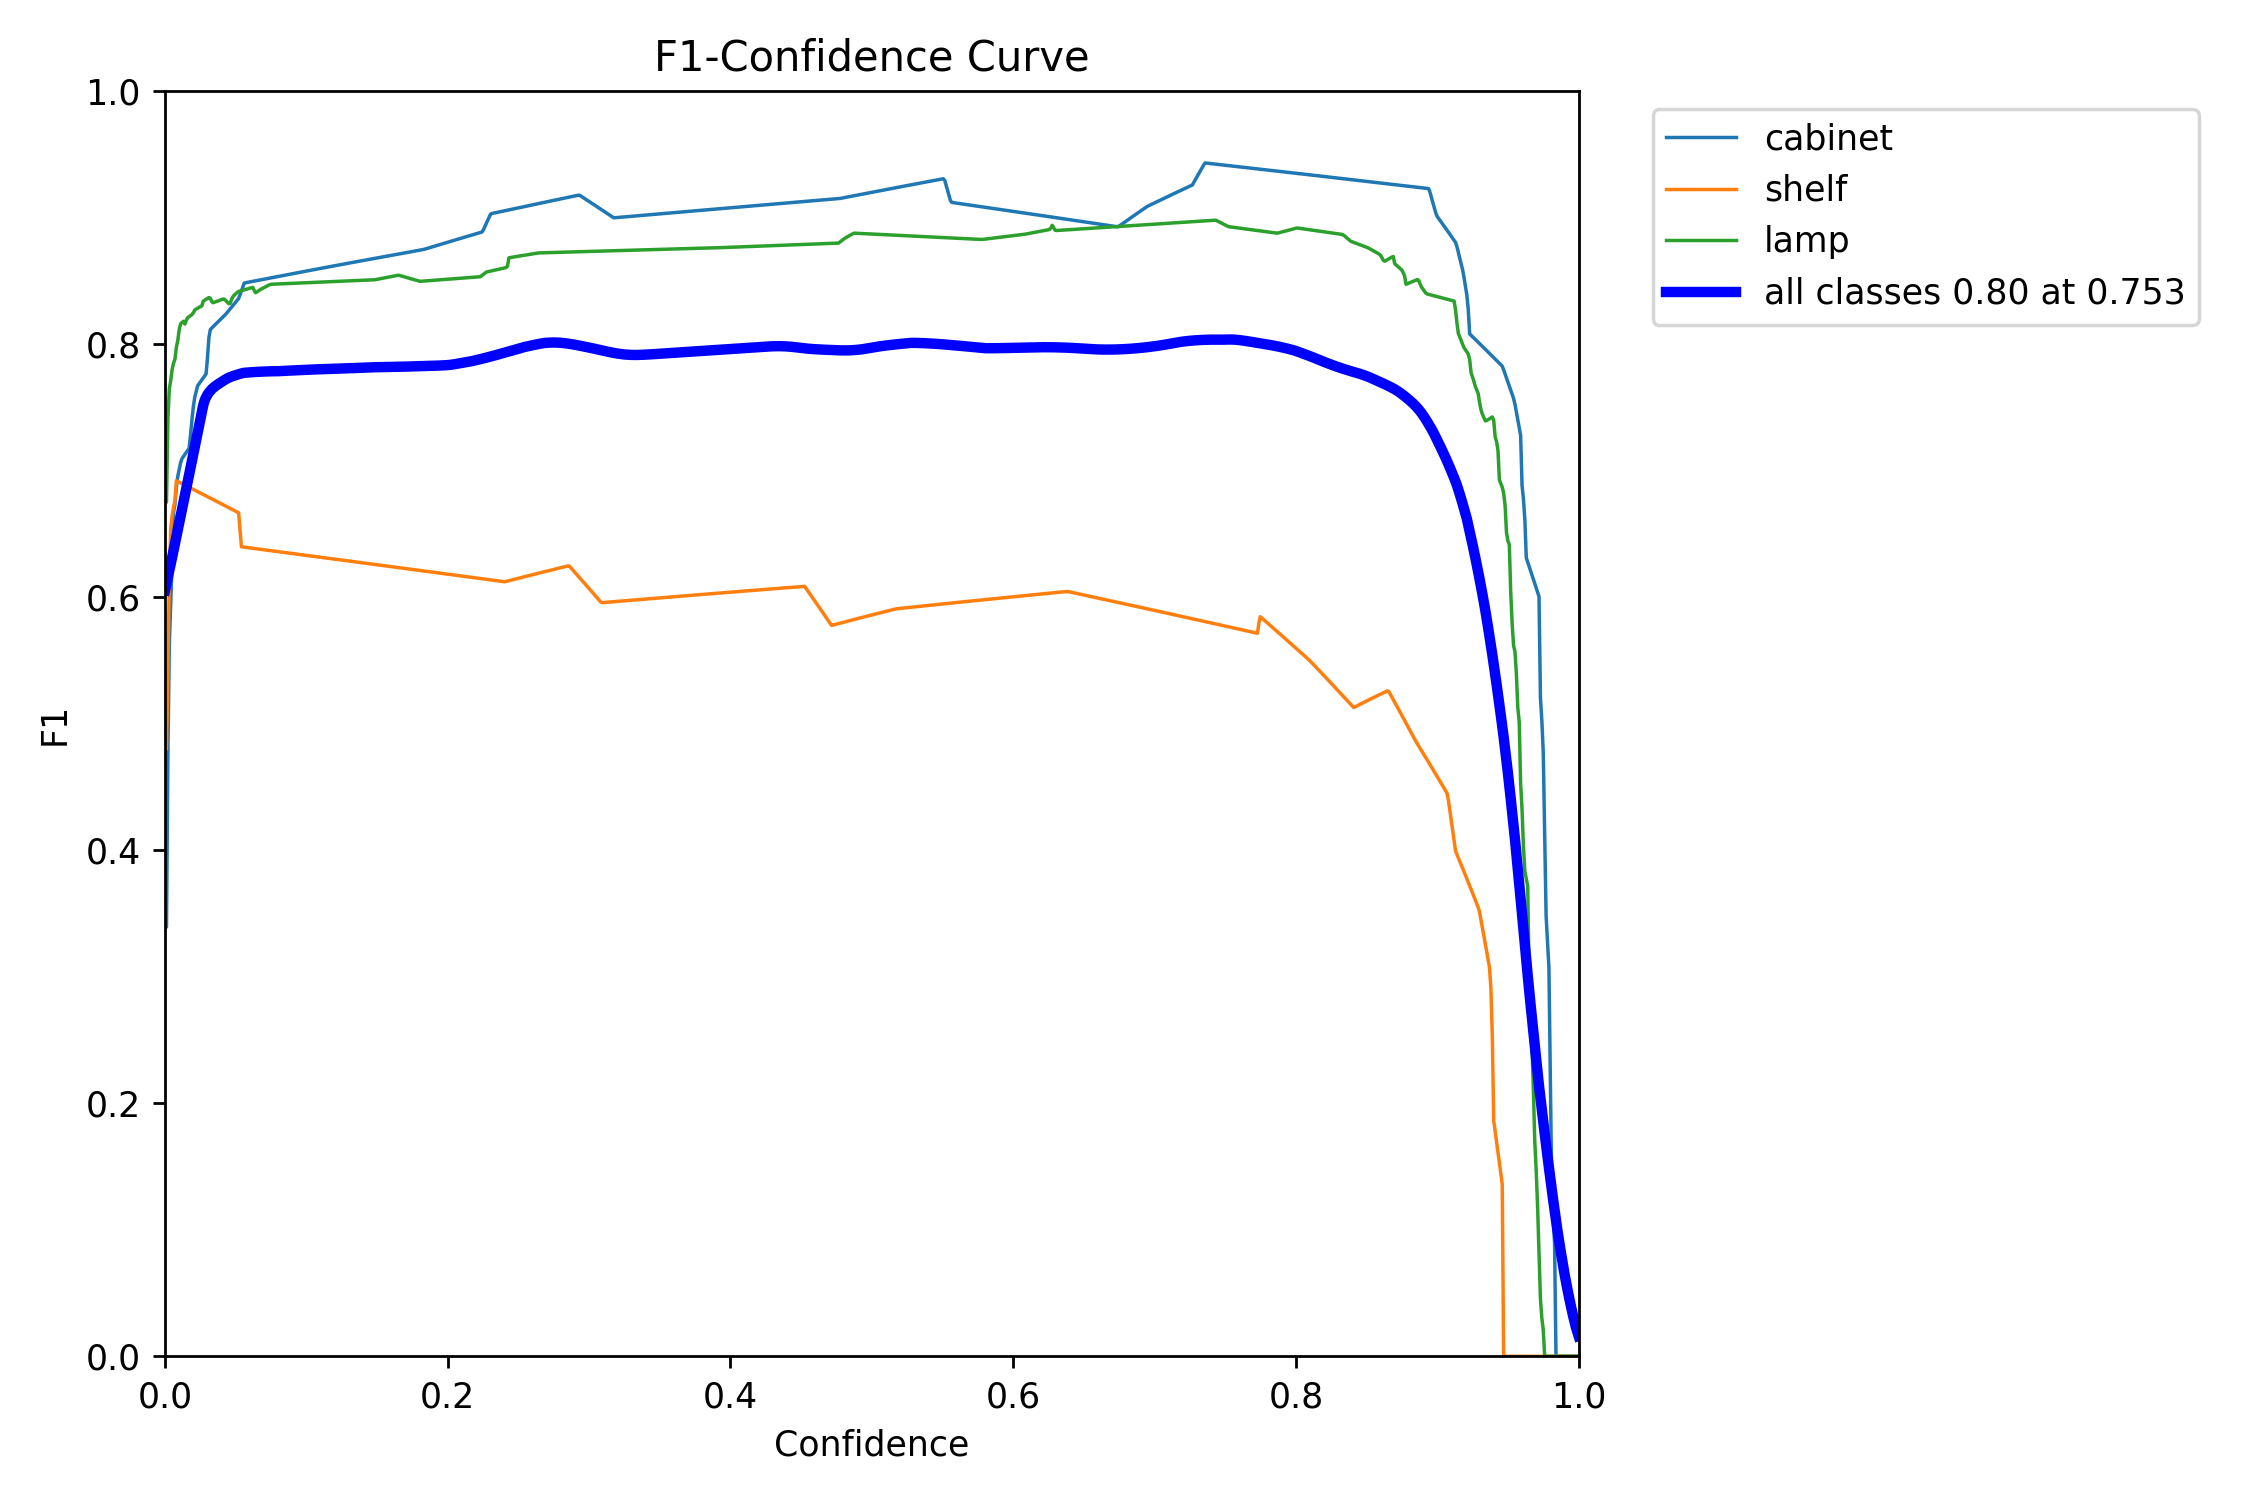 F1-Confidence Curve
1.0
0.8
0.6
0.4
0.2
0.0
F1
0.0 0.2 0.4 0.6 0.8 1.0
Confidence
cabinet
shelf
lamp
all classes 0.80 at 0.753